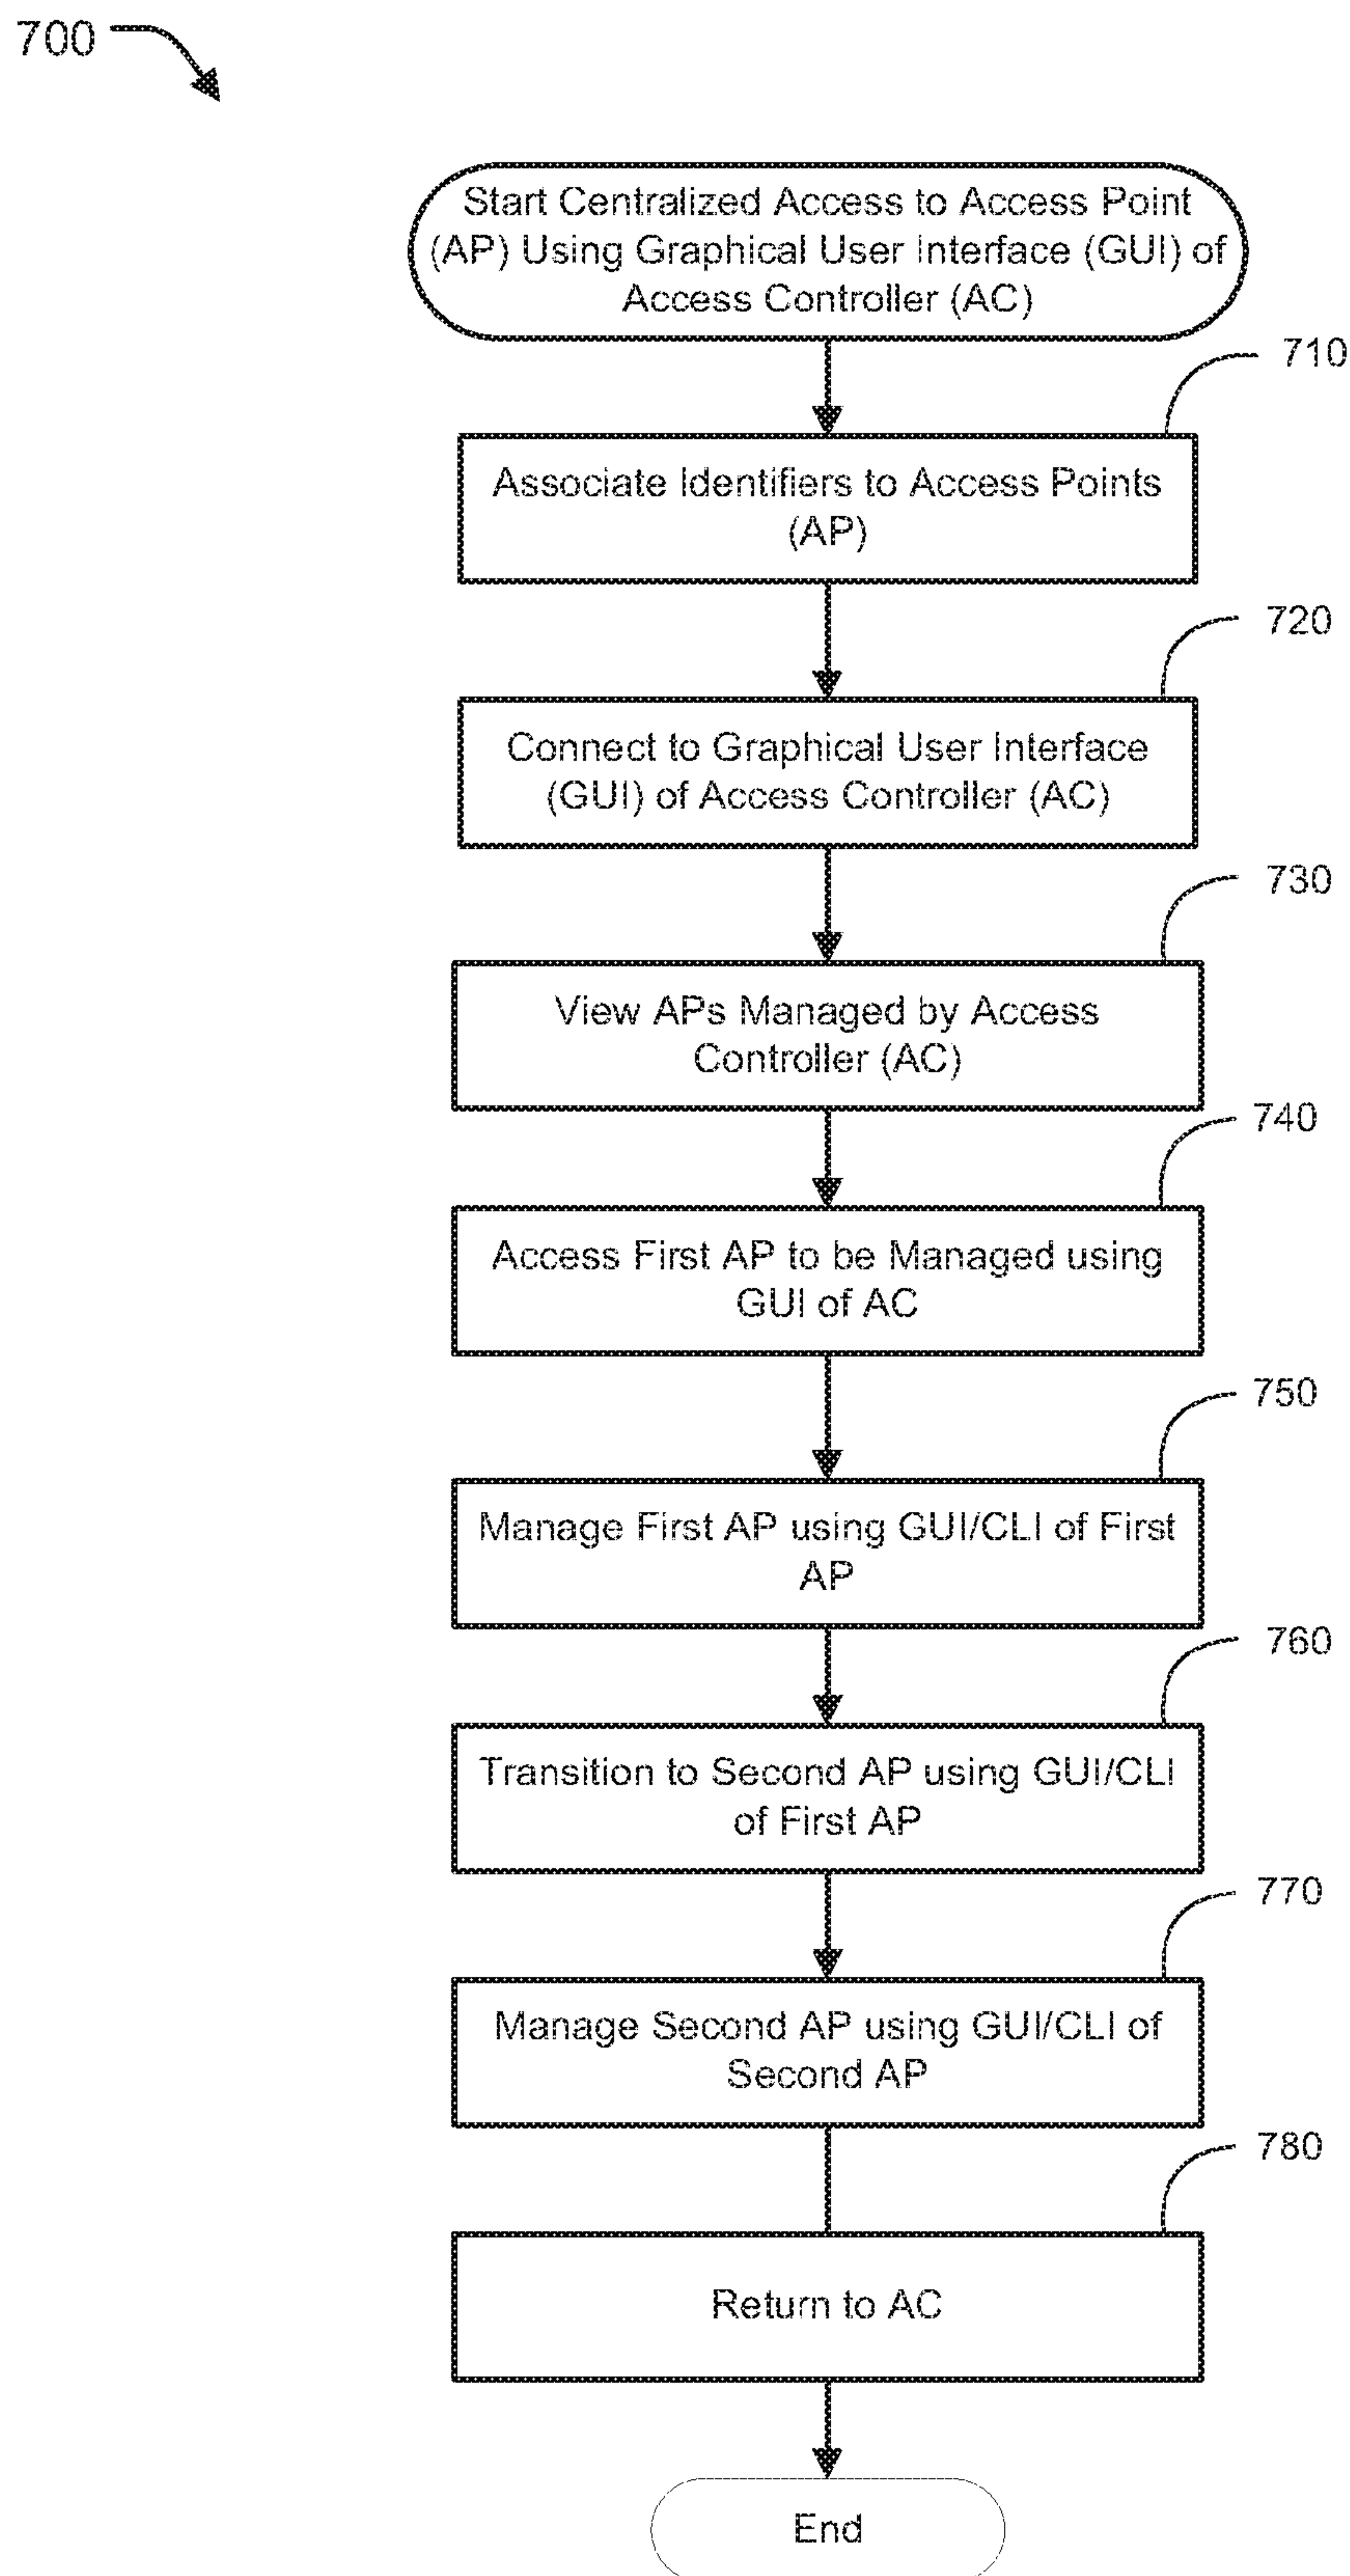 700
Start Centralized Access to Access Point
(AP) Using Graphical User Interface (GUI) of
Access Controller (AC)
710
Associate Identifiers to Access Points
(AP)
720
Connect to Graphical User Interface
(GUI) of Access Controller (AC)
730
View APs Managed by Access
Controller (AC)
740
Access First AP to be Managed using
GUI of AC
750
Manage First AP using GUI/CLI of First
AP
760
Transition to Second AP using GUI/CLI
of First AP
770
Manage Second AP using GUI/CLI of
Second AP
780
Return to AC
End